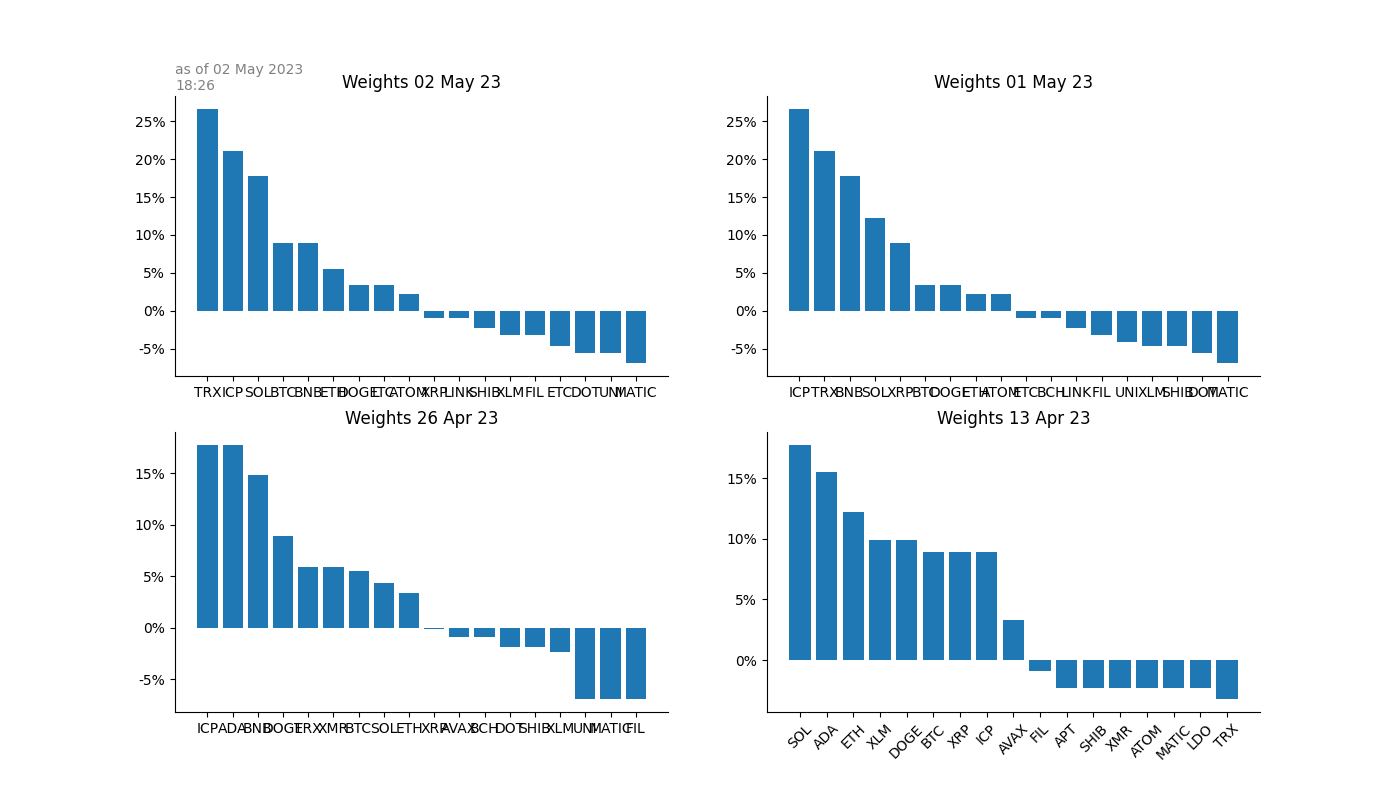 as of 02 May 2023
18:26
Weights 02 May 23
25%
20%
15%
10%
5%
0%
-5%
TRX ICP SOL BTC BNB ETH DOGE LTC ATOM XRP LINK SHIB XLM FIL ETC DOT UNI MATIC
Weights 01 May 23
25%
20%
15%
10%
5%
0%
-5%
ICP TRX BNB SOL XRP BTC DOGE ETH ATOM BCH LINK FIL UNI XLM SHIB DOT MATIC
Weights 26 Apr 23
15%
10%
5%
0%
-5%
ICP ADA BNB DOGE TRX XMR BTC SOL ETH XRP AVAX BCH DOT SHIB XLM UNI MATIC FIL
Weights 13 Apr 23
15%
10%
5%
0%
SOL ADA ETH XLM DOGE BTC XRP ICP AVAX FIL APT SHIB XMR ATOM MATIC LDO TRX